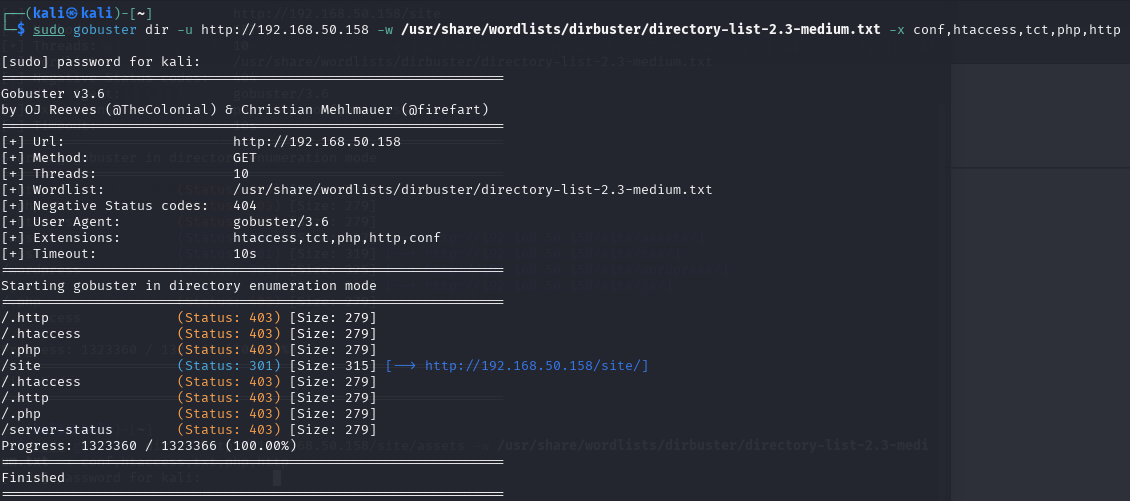 ┌──(kali㉿kali)-[~]
└─$ sudo gobuster dir -u http://192.168.50.158 -w /usr/share/wordlists/dirbuster/directory-list-2.3-medium.txt -x conf,htaccess,tct,php,http
[sudo] password for kali:
===============================================================
Gobuster v3.6
by OJ Reeves (@TheColonial) & Christian Mehlmauer (@firefart)
===============================================================
[+] Url:                     http://192.168.50.158
[+] Method:                  GET
[+] Threads:                 10
[+] Wordlist:                /usr/share/wordlists/dirbuster/directory-list-2.3-medium.txt
[+] Negative Status codes:   404
[+] User Agent:              gobuster/3.6
[+] Extensions:              htaccess,tct,php,http,conf
[+] Timeout:                 10s
===============================================================
Starting gobuster in directory enumeration mode
===============================================================
/.http                (Status: 403) [Size: 279]
/.htaccess            (Status: 403) [Size: 279]
/.php                 (Status: 403) [Size: 279]
/site                 (Status: 301) [Size: 315] [--> http://192.168.50.158/site/]
/.htaccess            (Status: 403) [Size: 279]
/.http                (Status: 403) [Size: 279]
/.php                 (Status: 403) [Size: 279]
/server-status        (Status: 403) [Size: 279]
Progress: 1323360 / 1323366 (100.00%)
===============================================================
Finished
===============================================================